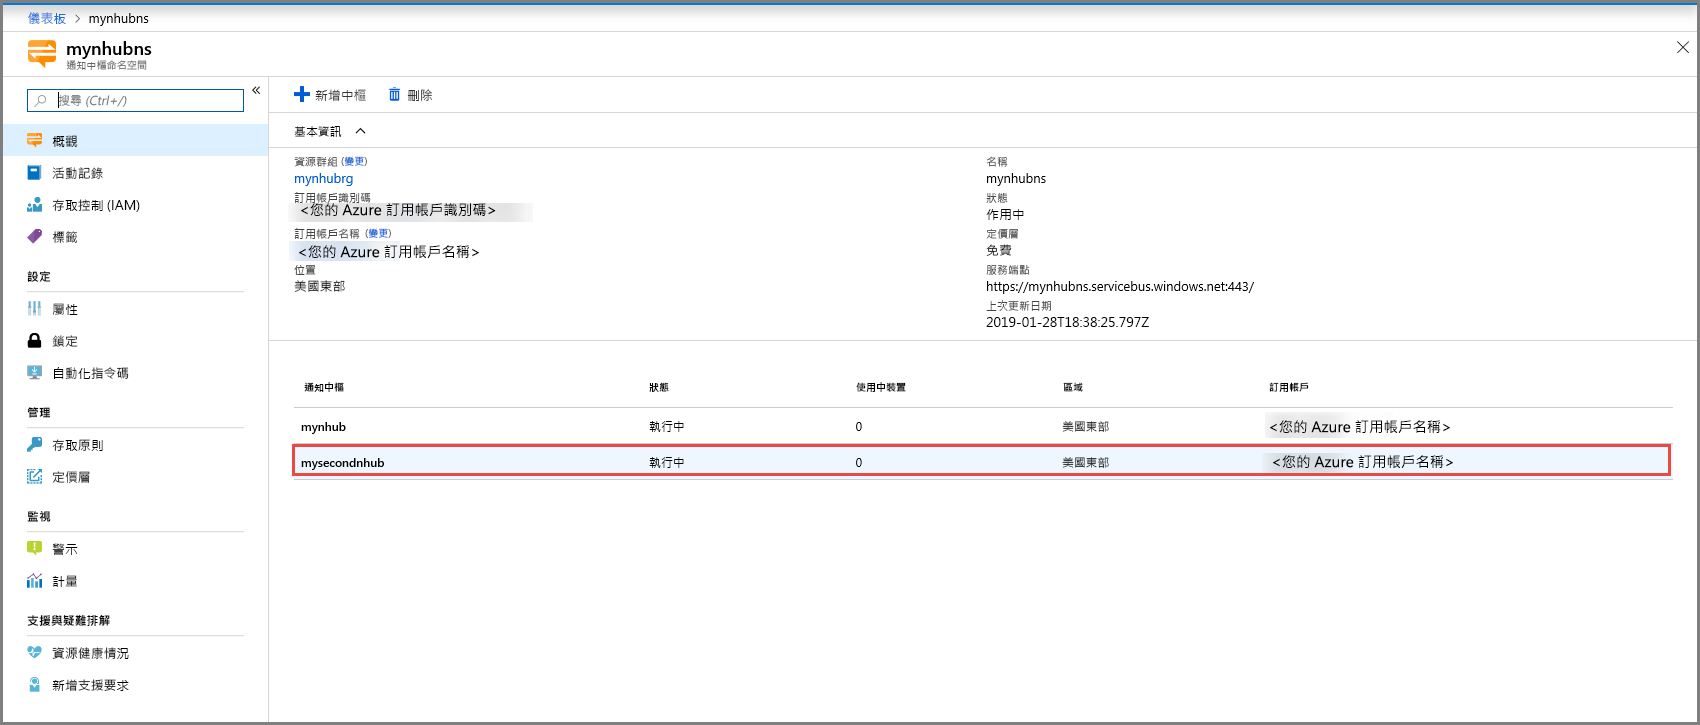 儀表板 > mynhubns
mynhubns
通知中樞命名空間
搜尋 (Ctrl+/)
«
概觀
活動記錄
存取控制 (IAM)
標籤
設定
屬性
鎖定
自動化指令碼
管理
存取原則
定價層
監視
警示
計量
支援與疑難排解
資源健康情況
新增支援要求
新增中樞 刪除
基本資訊
資源群組 (變更)
mynhubrg
訂用帳戶識別碼
<您的 Azure 訂用帳戶識別碼>
訂用帳戶名稱 (變更)
<您的 Azure 訂用帳戶名稱>
位置
美國東部
名稱
mynhubns
狀態
作用中
定價層
免費
服務端點
https://mynhubns.servicebus.windows.net:443/
上次更新日期
2019-01-28T18:38:25.797Z
通知中樞 狀態 使用中裝置 區域 訂用帳戶
mynhub 執行中 0 美國東部 <您的 Azure 訂用帳戶名稱>
mysecondnhub 執行中 0 美國東部 <您的 Azure 訂用帳戶名稱>